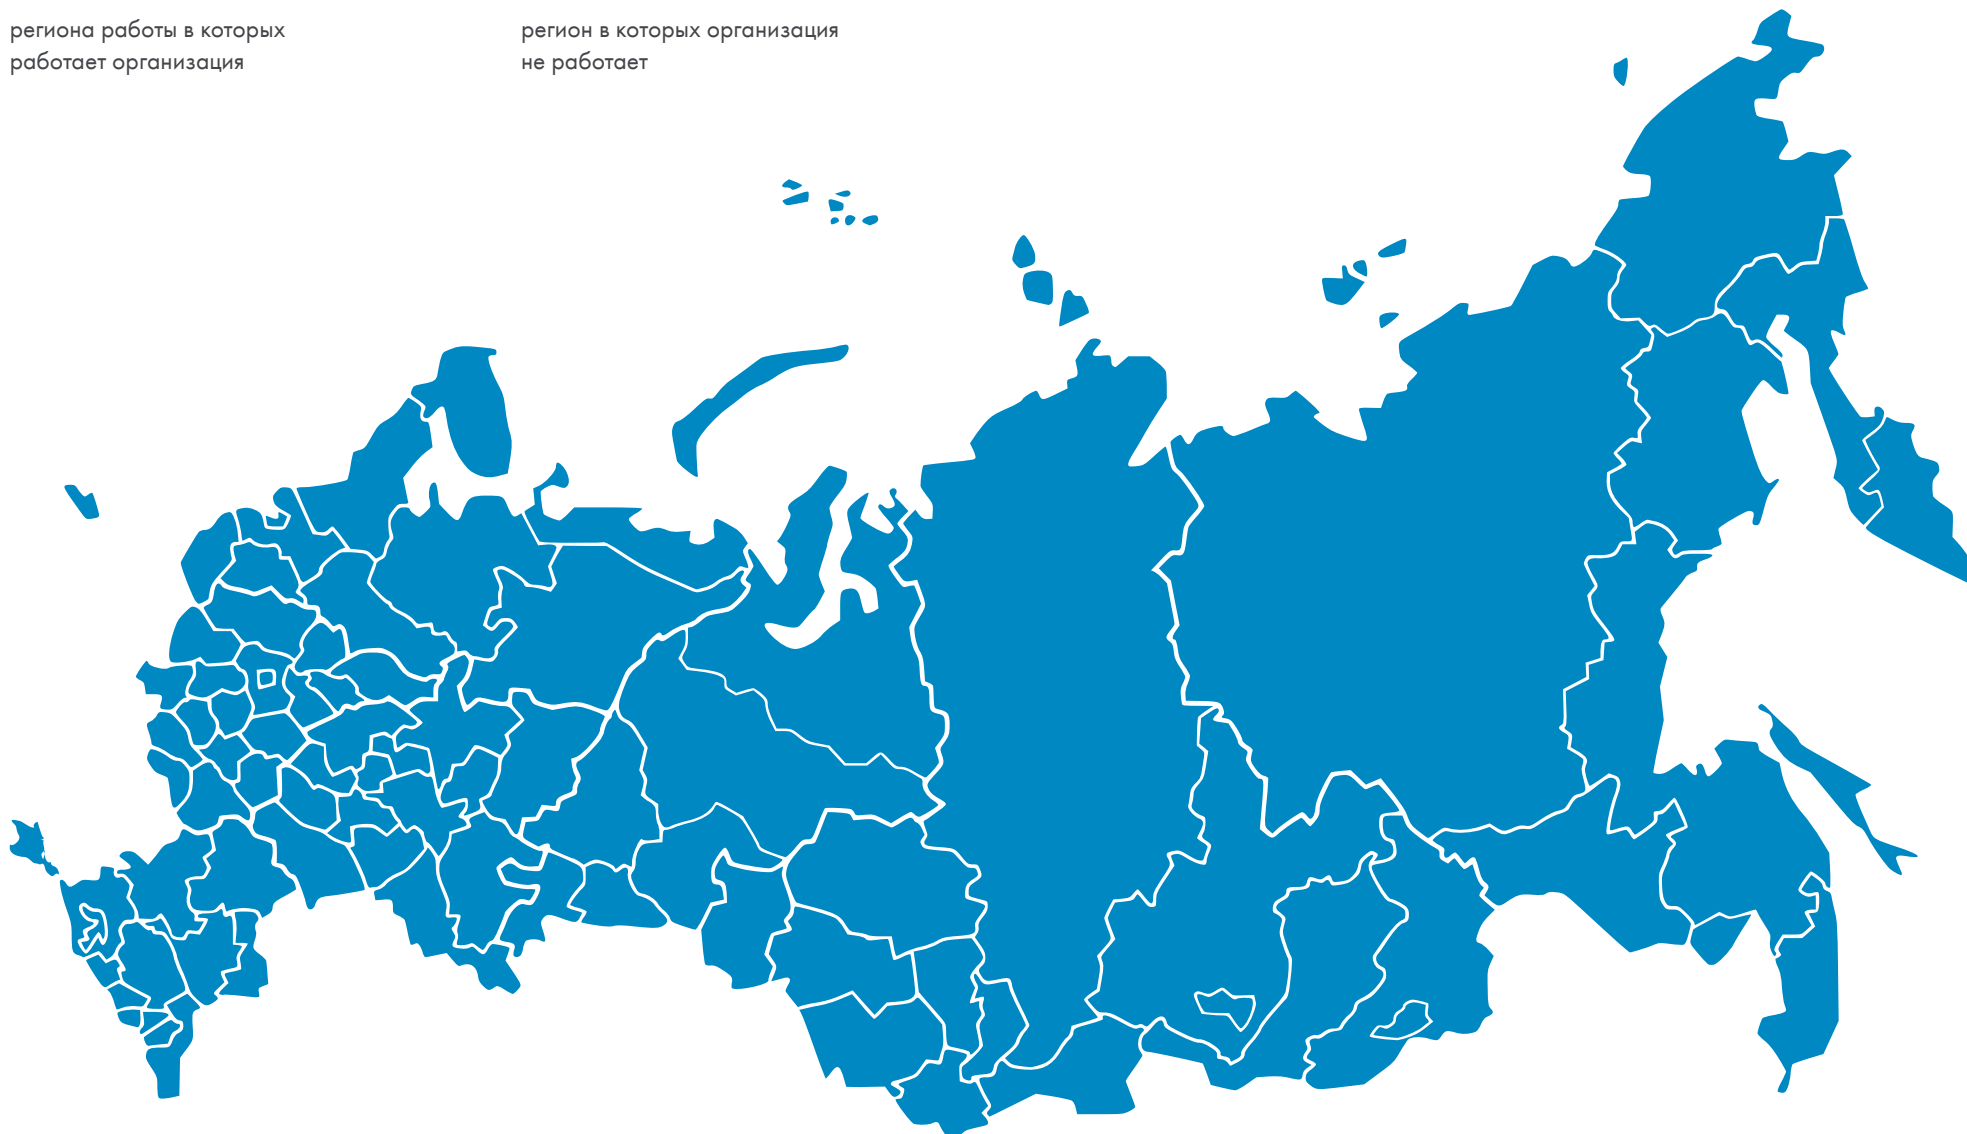 региона работы в которых
работает организация
регион в которых организация
не работает